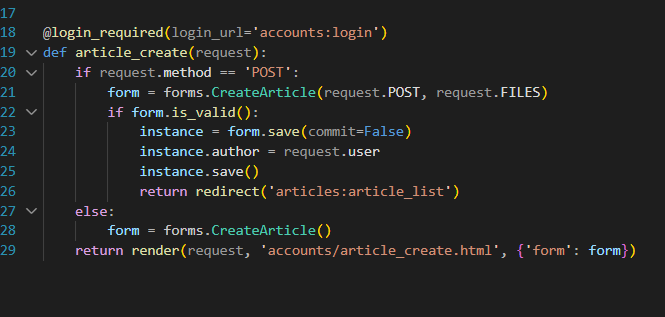 17
18 @login_required(login_url='accounts:login')
19 def article_create(request):
20     if request.method == 'POST':
21         form = forms.CreateArticle(request.POST, request.FILES)
22         if form.is_valid():
23             instance = form.save(commit=False)
24             instance.author = request.user
25             instance.save()
26             return redirect('articles:article_list')
27     else:
28         form = forms.CreateArticle()
29     return render(request, 'accounts/article_create.html', {'form': form})